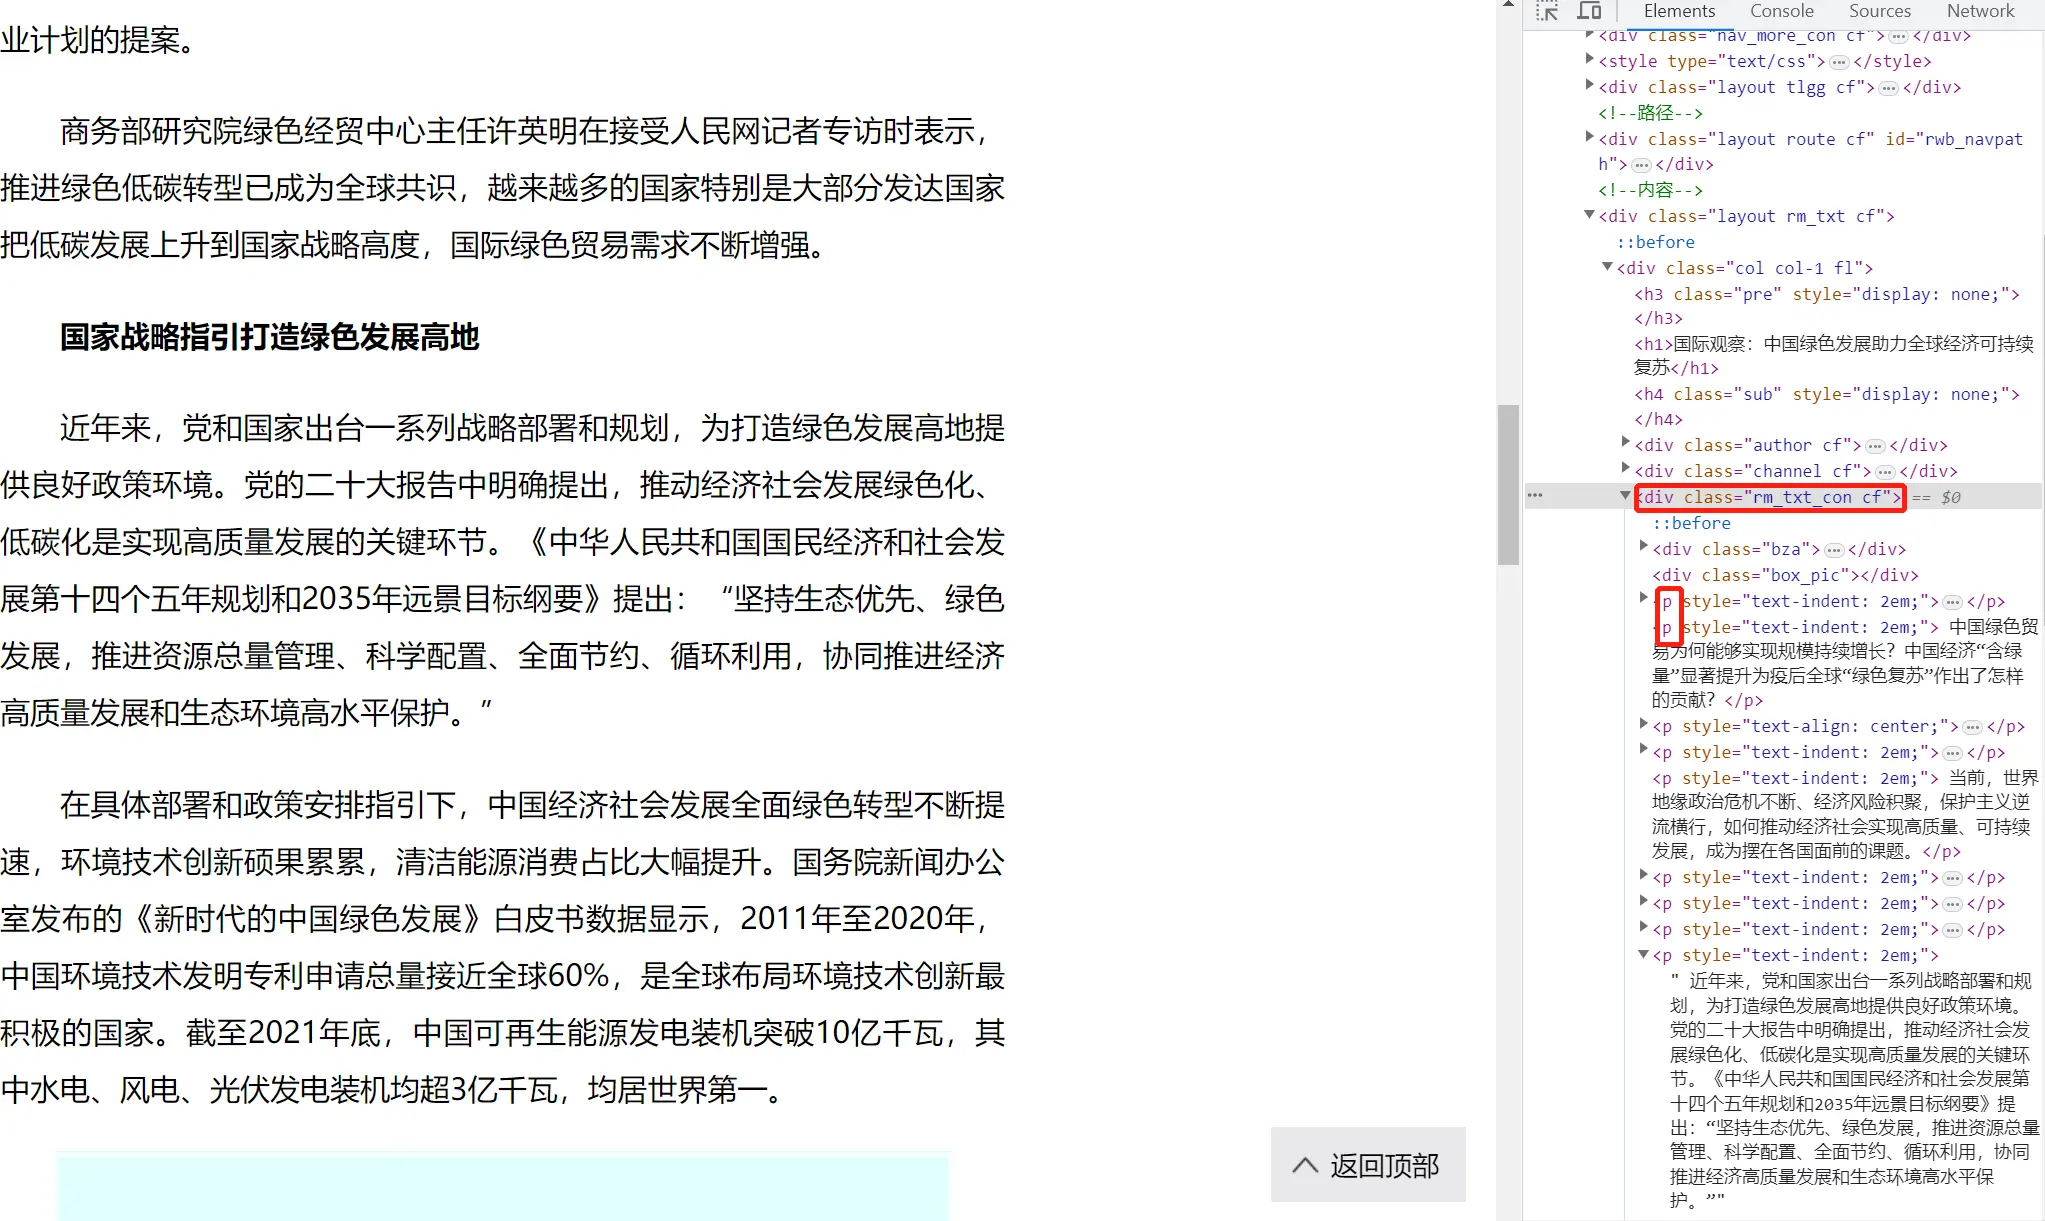 业计划的提案。
商务部研究院绿色经贸中心主任许英明在接受人民网记者专访时表示，
推进绿色低碳转型已成为全球共识，越来越多的国家特别是大部分发达国家
把低碳发展上升到国家战略高度，国际绿色贸易需求不断增强。
国家战略指引打造绿色发展高地
近年来，党和国家出台一系列战略部署和规划，为打造绿色发展高地提
供良好政策环境。党的二十大报告中明确提出，推动经济社会发展绿色化、
低碳化是实现高质量发展的关键环节。《中华人民共和国国民经济和社会发
展第十四个五年规划和2035年远景目标纲要》提出：“坚持生态优先、绿色
发展，推进资源总量管理、科学配置、全面节约、循环利用，协同推进经济
高质量发展和生态环境高水平保护。”
在具体部署和政策安排指引下，中国经济社会发展全面绿色转型不断提
速，环境技术创新硕果累累，清洁能源消费占比大幅提升。国务院新闻办公
室发布的《新时代的中国绿色发展》白皮书数据显示，2011年至2020年，
中国环境技术发明专利申请总量接近全球60%，是全球布局环境技术创新最
积极的国家。截至2021年底，中国可再生能源发电装机突破10亿千瓦，其
中水电、风电、光伏发电装机均超3亿千瓦，均居世界第一。
返回顶部
Elements Console Sources Network
<div class="nav_more_con cf">…</div>
<style type="text/css">…</style>
<div class="layout tlgg cf">…</div>
<!--路径-->
<div class="layout route cf" id="rwb_navpat
h">…</div>
<!--内容-->
<div class="layout rm_txt cf">
::before
<div class="col col-1 fl">
<h3 class="pre" style="display: none;">
</h3>
<h1>国际观察：中国绿色发展助力全球经济可持续
复苏</h1>
<h4 class="sub" style="display: none;">
</h4>
<div class="author cf">…</div>
<div class="channel cf">…</div>
… <div class="rm_txt_con cf"> == $0
::before
<div class="bza">…</div>
<div class="box_pic"></div>
<p style="text-indent: 2em;">…</p>
<p style="text-indent: 2em;"> 中国绿色贸
易为何能够实现规模持续增长？中国经济“含绿
量”显著提升为疫后全球“绿色复苏”作出了怎样
的贡献？</p>
<p style="text-align: center;">…</p>
<p style="text-indent: 2em;">…</p>
<p style="text-indent: 2em;"> 当前，世界
地缘政治危机不断、经济风险积聚，保护主义逆
流横行，如何推动经济社会实现高质量、可持续
发展，成为摆在各国面前的课题。</p>
<p style="text-indent: 2em;">…</p>
<p style="text-indent: 2em;">…</p>
<p style="text-indent: 2em;">…</p>
<p style="text-indent: 2em;">
" 近年来，党和国家出台一系列战略部署和规
划，为打造绿色发展高地提供良好政策环境。
党的二十大报告中明确提出，推动经济社会发
展绿色化、低碳化是实现高质量发展的关键环
节。《中华人民共和国国民经济和社会发展第
十四个五年规划和2035年远景目标纲要》提
出：“坚持生态优先、绿色发展，推进资源总量
管理、科学配置、全面节约、循环利用，协同
推进经济高质量发展和生态环境高水平保
护。”"